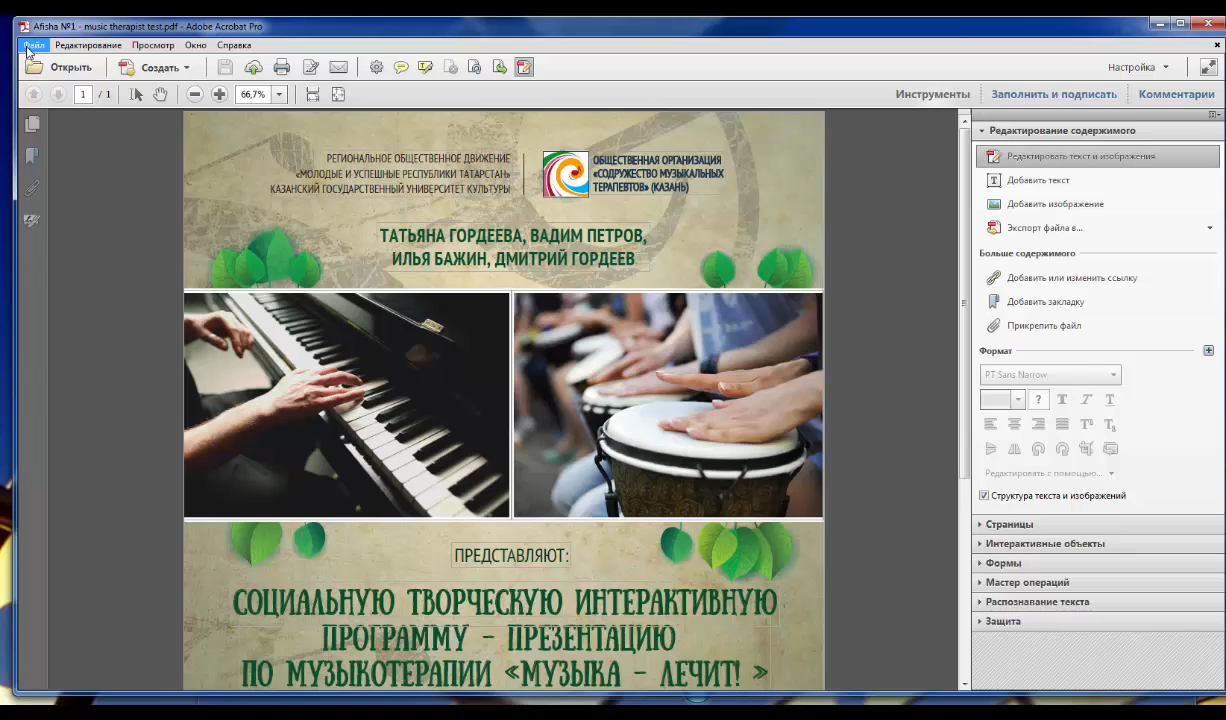 Afisha №1 - music therapist test.pdf - Adobe Acrobat Pro
Файл Редактирование Просмотр Окно Справка
Открыть Создать Настройка
1 / 1 66,7% Инструменты Заполнить и подписать Комментарии
РЕГИОНАЛЬНОЕ ОБЩЕСТВЕННОЕ ДВИЖЕНИЕ
«МОЛОДЫЕ И УСПЕШНЫЕ РЕСПУБЛИКИ ТАТАРСТАН»
КАЗАНСКИЙ ГОСУДАРСТВЕННЫЙ УНИВЕРСИТЕТ КУЛЬТУРЫ
ОБЩЕСТВЕННАЯ ОРГАНИЗАЦИЯ
«СОДРУЖЕСТВО МУЗЫКАЛЬНЫХ
ТЕРАПЕВТОВ» (КАЗАНЬ)
ТАТЬЯНА ГОРДЕЕВА, ВАДИМ ПЕТРОВ,
ИЛЬЯ БАЖИН, ДМИТРИЙ ГОРДЕЕВ
ПРЕДСТАВЛЯЮТ:
СОЦИАЛЬНУЮ ТВОРЧЕСКУЮ ИНТЕРАКТИВНУЮ
ПРОГРАММУ – ПРЕЗЕНТАЦИЮ
ПО МУЗЫКОТЕРАПИИ «МУЗЫКА – ЛЕЧИТ! »
Редактирование содержимого
Редактировать текст и изображения
Добавить текст
Добавить изображение
Экспорт файла в...
Больше содержимого
Добавить или изменить ссылку
Добавить закладку
Прикрепить файл
Формат
PT Sans Narrow
?
Редактировать с помощью...
Структура текста и изображений
Страницы
Интерактивные объекты
Формы
Мастер операций
Распознавание текста
Защита